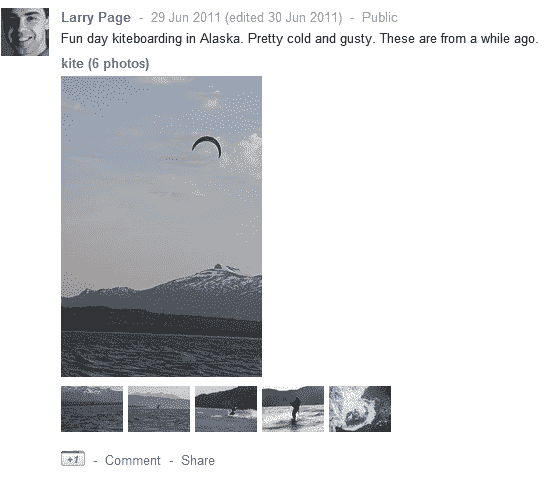 Larry Page - 29 Jun 2011 (edited 30 Jun 2011) - Public
Fun day kiteboarding in Alaska. Pretty cold and gusty. These are from a while ago.
kite (6 photos)
+1 - Comment - Share